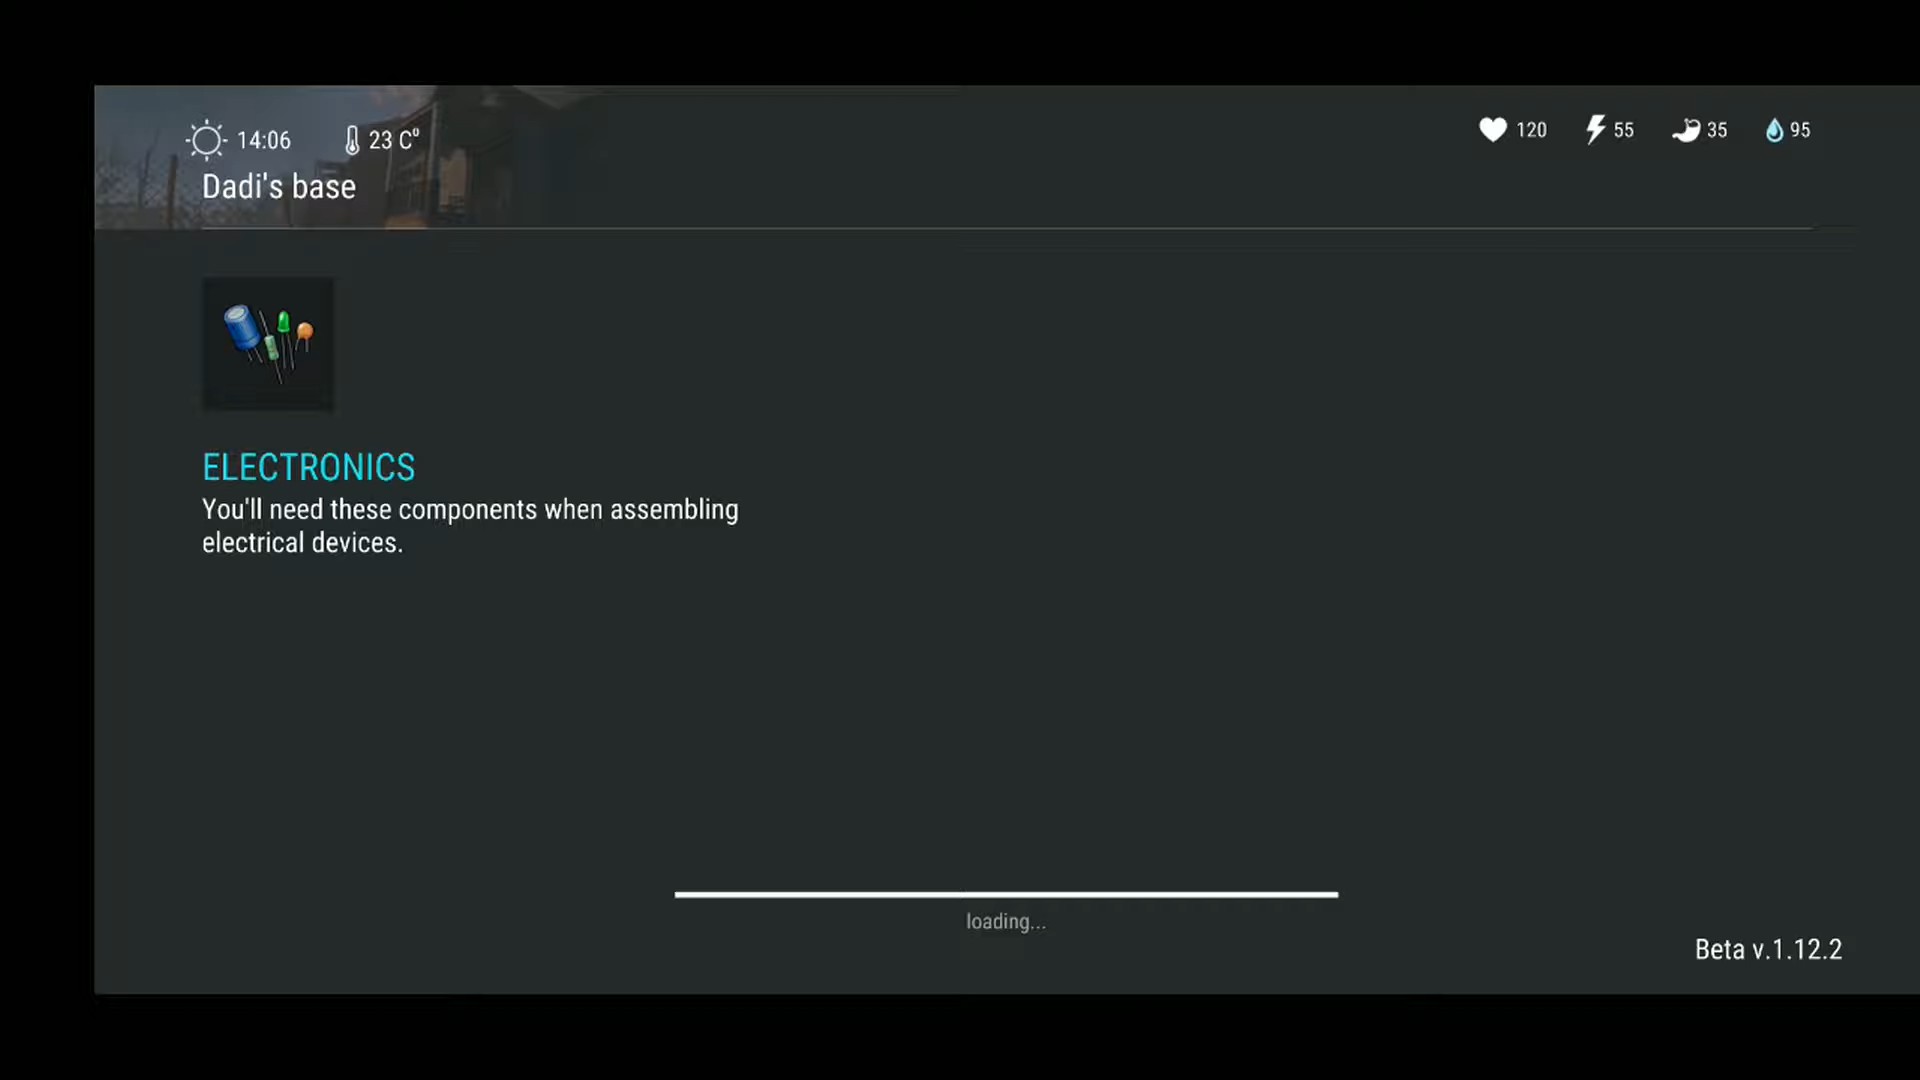 14:06 23 C⁰
120 55 35 95
Dadi's base
ELECTRONICS
You'll need these components when assembling
electrical devices.
loading...
Beta v.1.12.2